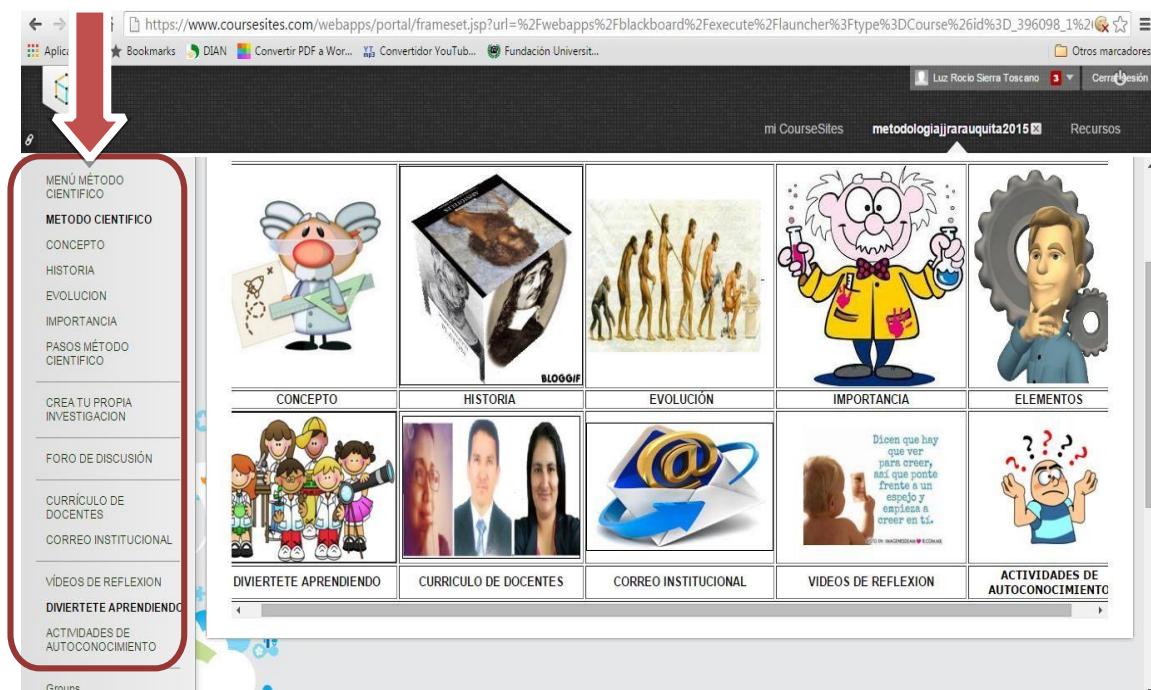 https://www.coursesites.com/webapps/portal/frameset.jsp?url=%2Fwebapps%2Fblackboard%2Fexecute%2Flauncher%3Ftype%3DCourse%26id%3D_396098_1%2
Bookmarks DIAN Convertir PDF a Wor... Convertidor YouTub... Fundación Universit... Otros marcadores
Luz Rocio Sierra Toscano 3
mi CourseSites metodologiajjrarauquita2015 Recursos
MENÚ MÉTODO
CIENTIFICO
METODO CIENTIFICO
CONCEPTO
HISTORIA
EVOLUCION
IMPORTANCIA
PASOS MÉTODO
CIENTIFICO
CREA TU PROPIA
INVESTIGACION
FORO DE DISCUSIÓN
CURRÍCULO DE
DOCENTES
CORREO INSTITUCIONAL
VÍDEOS DE REFLEXION
DIVIERTETE APRENDIENDO
ACTIVIDADES DE
AUTOCONOCIMIENTO
Groups
BLOGGIF
CONCEPTO HISTORIA EVOLUCIÓN IMPORTANCIA ELEMENTOS
Dicen que hay
que ver
para creer,
así que ponte
frente a un
espejo y
empieza a
creer en tí.
DIVIERTETE APRENDIENDO CURRICULO DE DOCENTES CORREO INSTITUCIONAL VIDEOS DE REFLEXION ACTIVIDADES DE
AUTOCONOCIMIENTO